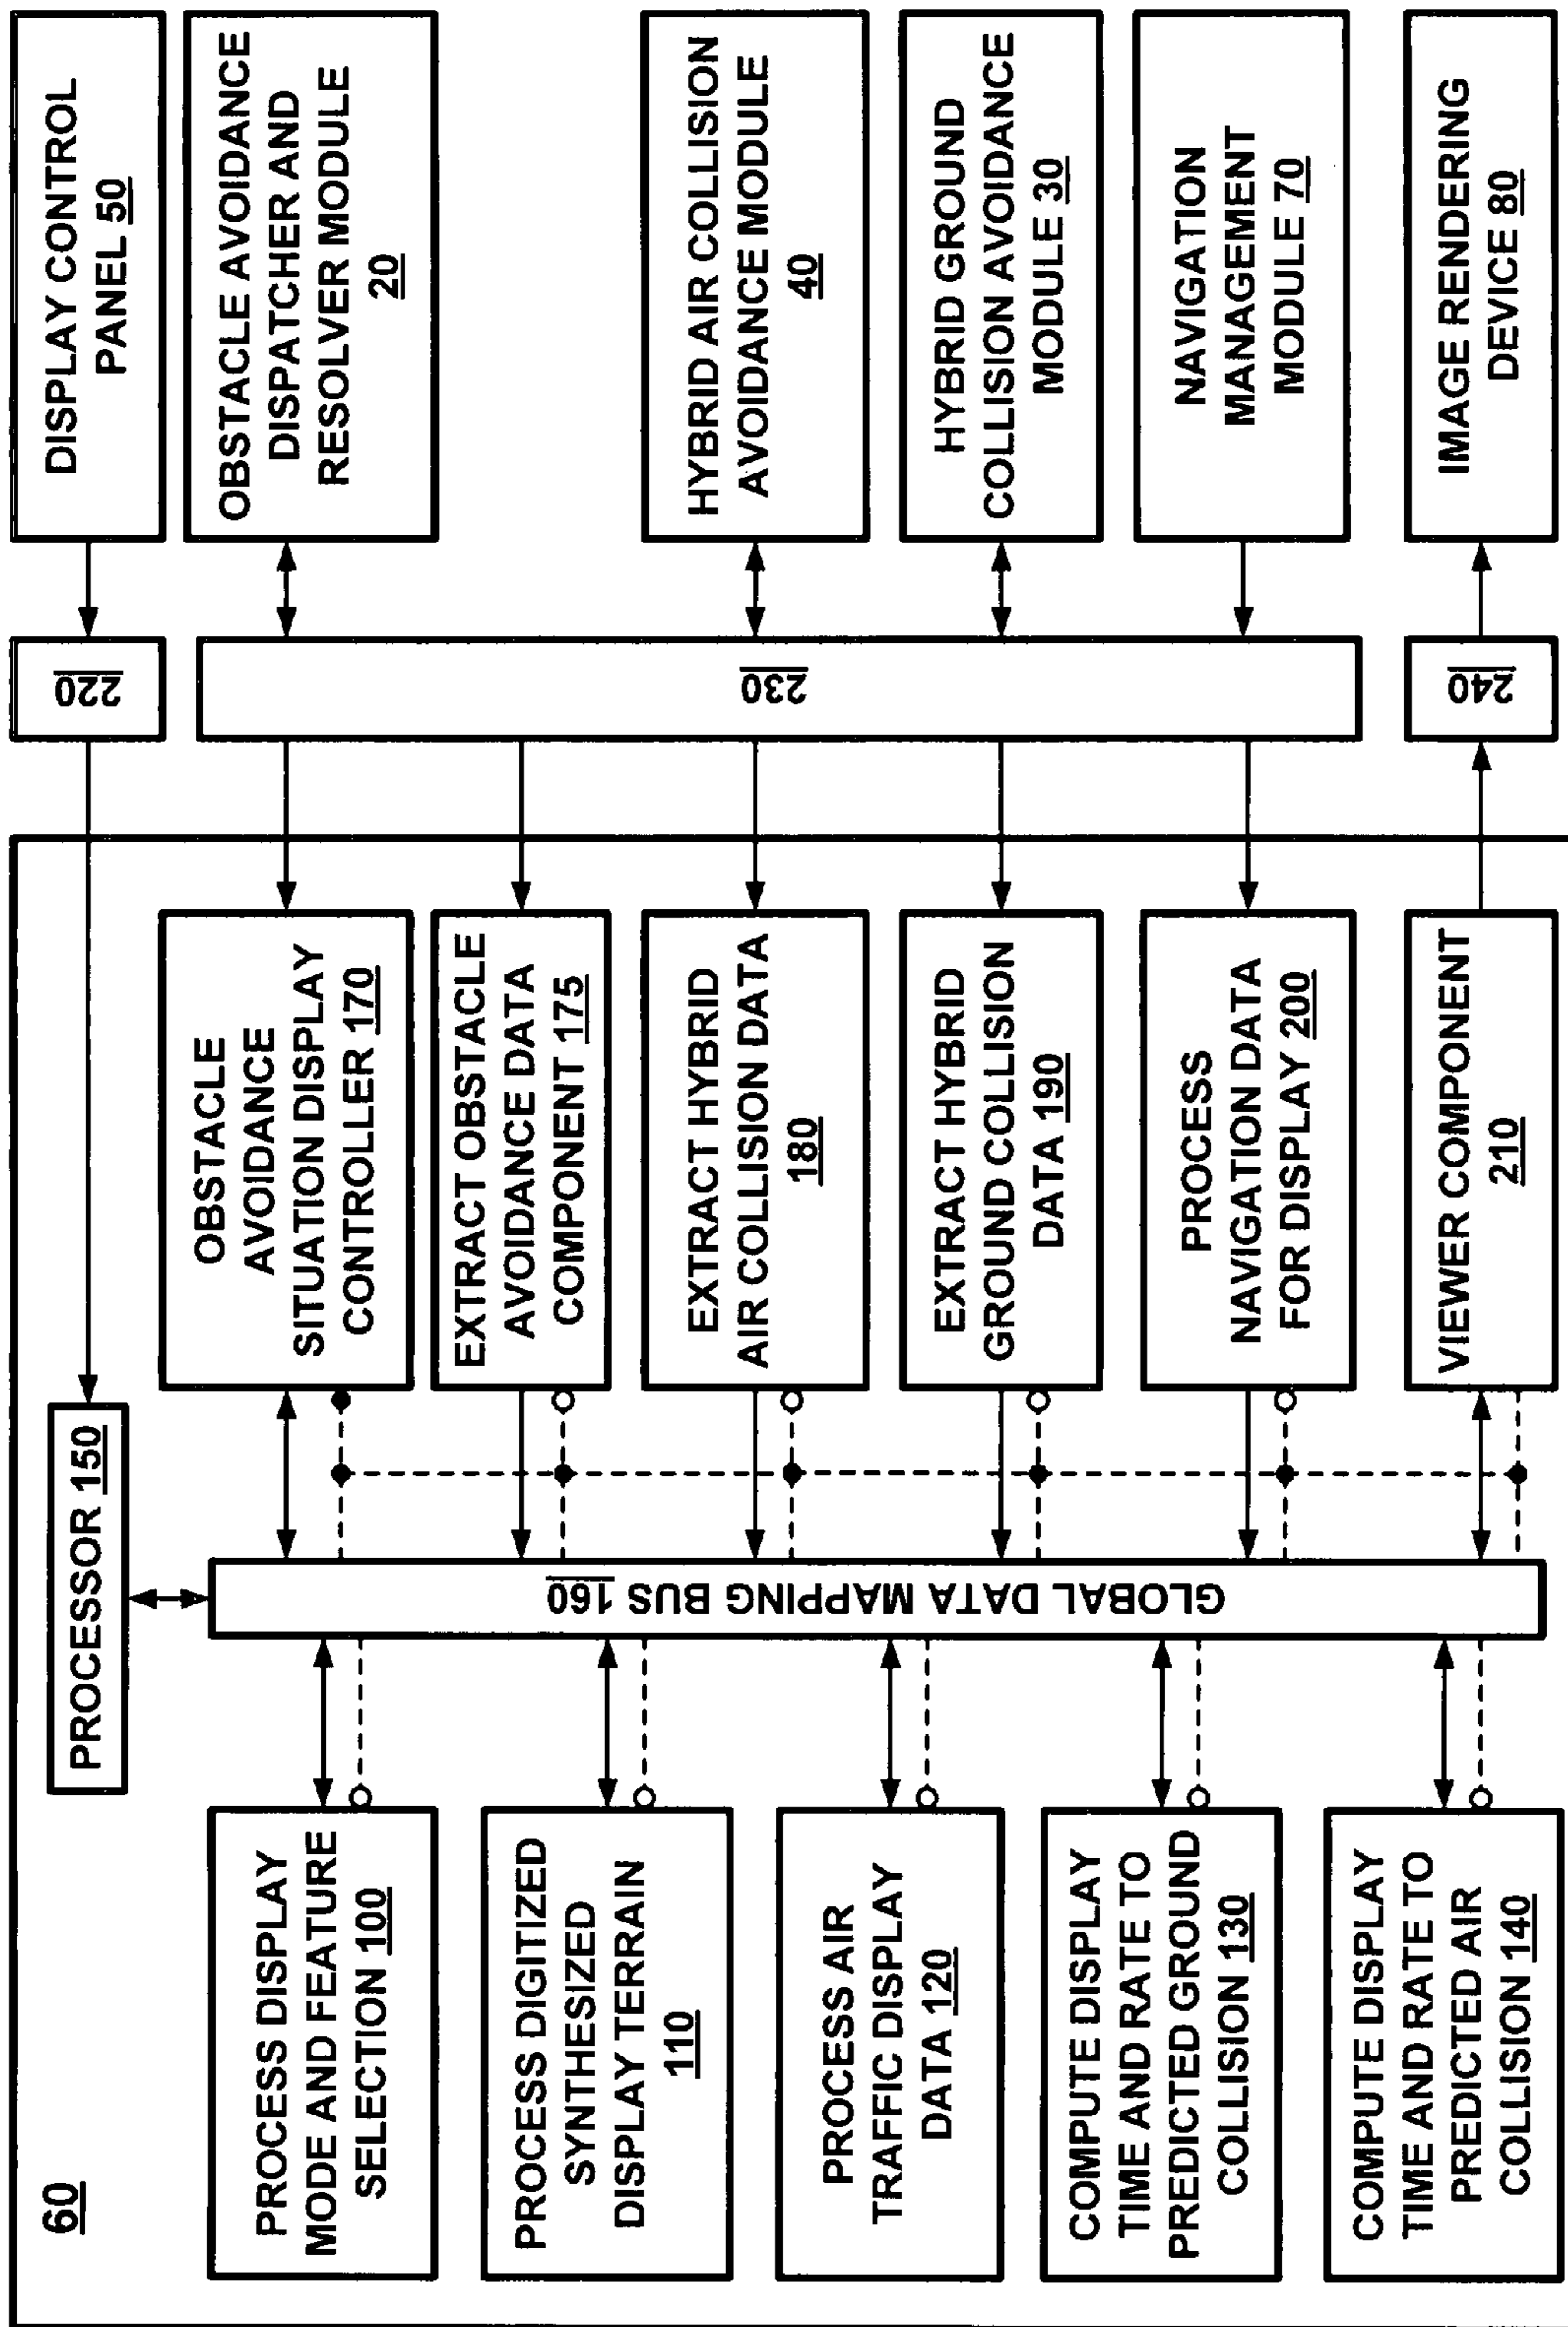 60
PROCESS DISPLAY
MODE AND FEATURE
SELECTION 100
PROCESS DIGITIZED
SYNTHESIZED
DISPLAY TERRAIN
110
PROCESS AIR
TRAFFIC DISPLAY
DATA 120
COMPUTE DISPLAY
TIME AND RATE TO
PREDICTED GROUND
COLLISION 130
COMPUTE DISPLAY
TIME AND RATE TO
PREDICTED AIR
COLLISION 140
PROCESSOR 150
GLOBAL DATA MAPPING BUS 160
OBSTACLE
AVOIDANCE
SITUATION DISPLAY
CONTROLLER 170
EXTRACT OBSTACLE
AVOIDANCE DATA
COMPONENT 175
EXTRACT HYBRID
AIR COLLISION DATA
180
EXTRACT HYBRID
GROUND COLLISION
DATA 190
PROCESS
NAVIGATION DATA
FOR DISPLAY 200
VIEWER COMPONENT
210
220
230
240
DISPLAY CONTROL
PANEL 50
OBSTACLE AVOIDANCE
DISPATCHER AND
RESOLVER MODULE
20
HYBRID AIR COLLISION
AVOIDANCE MODULE
40
HYBRID GROUND
COLLISION AVOIDANCE
MODULE 30
NAVIGATION
MANAGEMENT
MODULE 70
IMAGE RENDERING
DEVICE 80